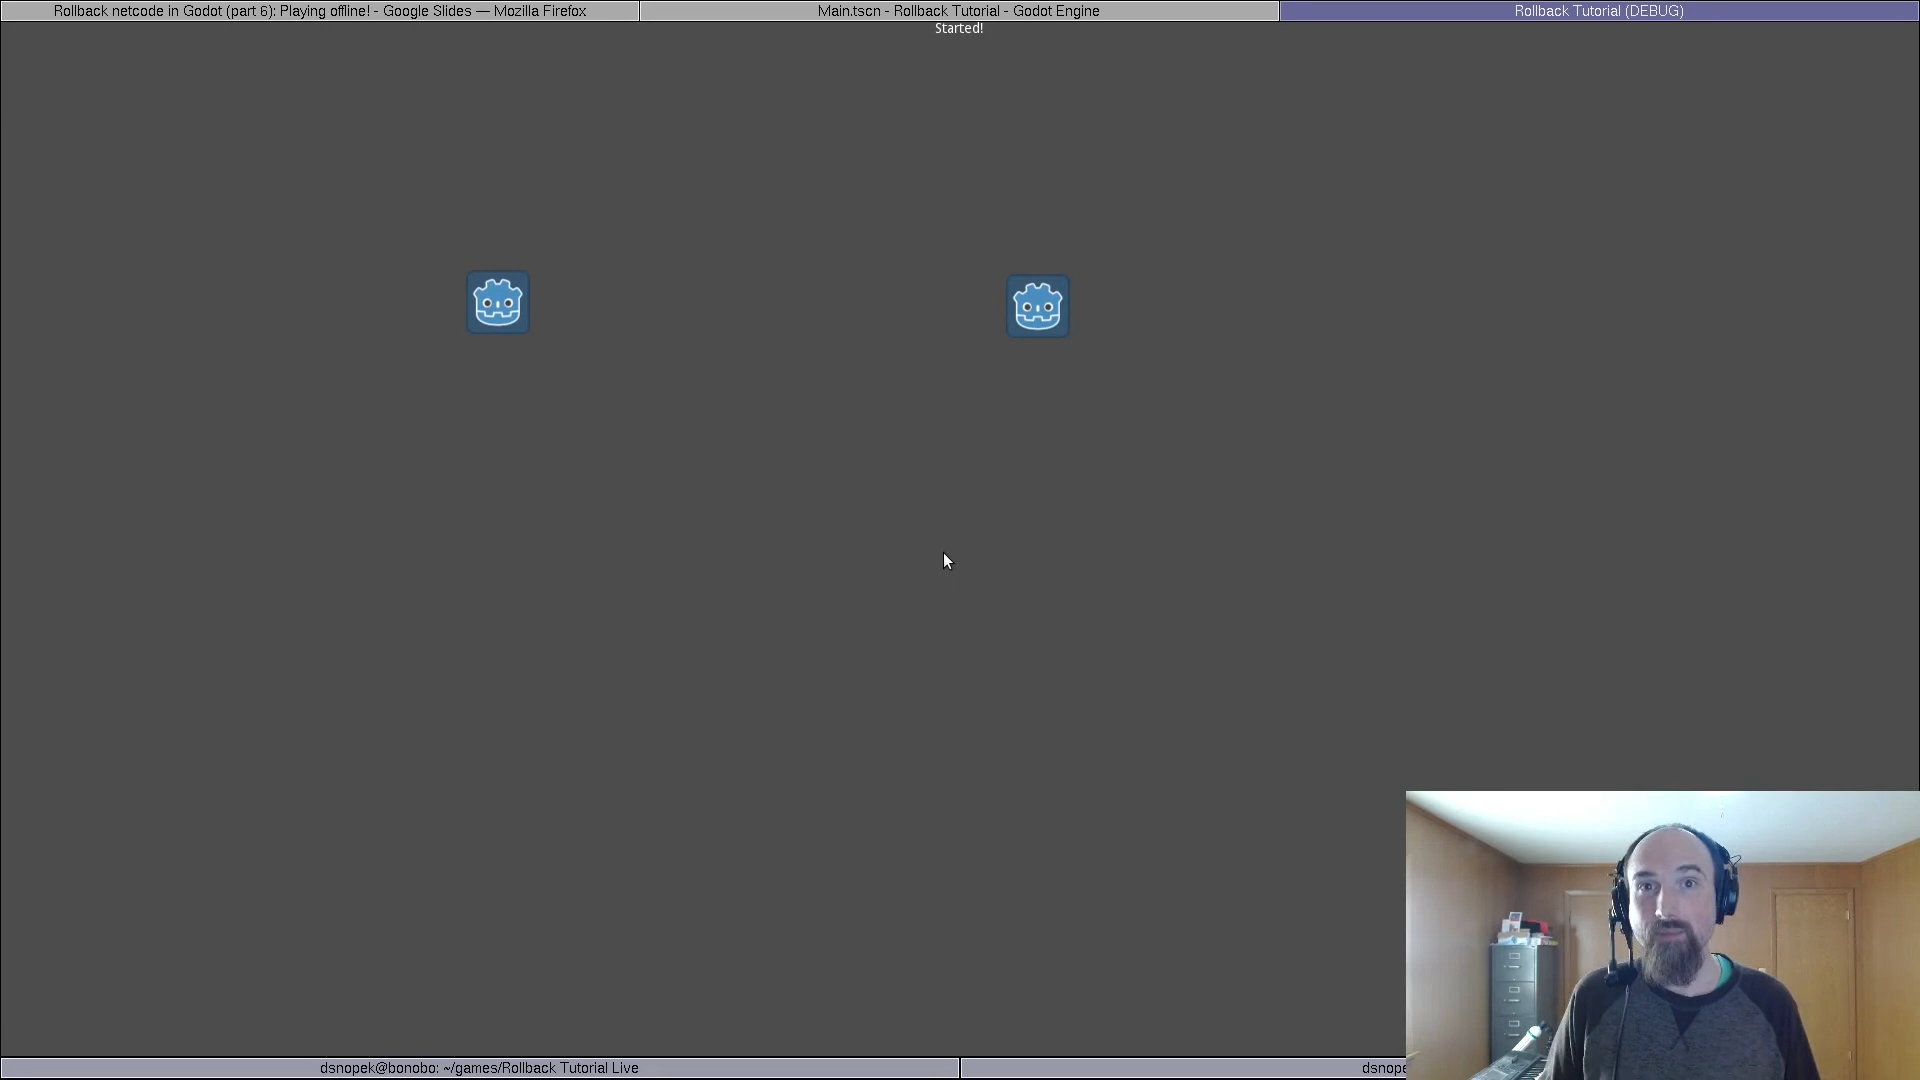 Rollback netcode in Godot (part 6): Playing offline! - Google Slides — Mozilla Firefox
Main.tscn - Rollback Tutorial - Godot Engine
Rollback Tutorial (DEBUG)
Started!
dsnopek@bonobo: ~/games/Rollback Tutorial Live
dsnope